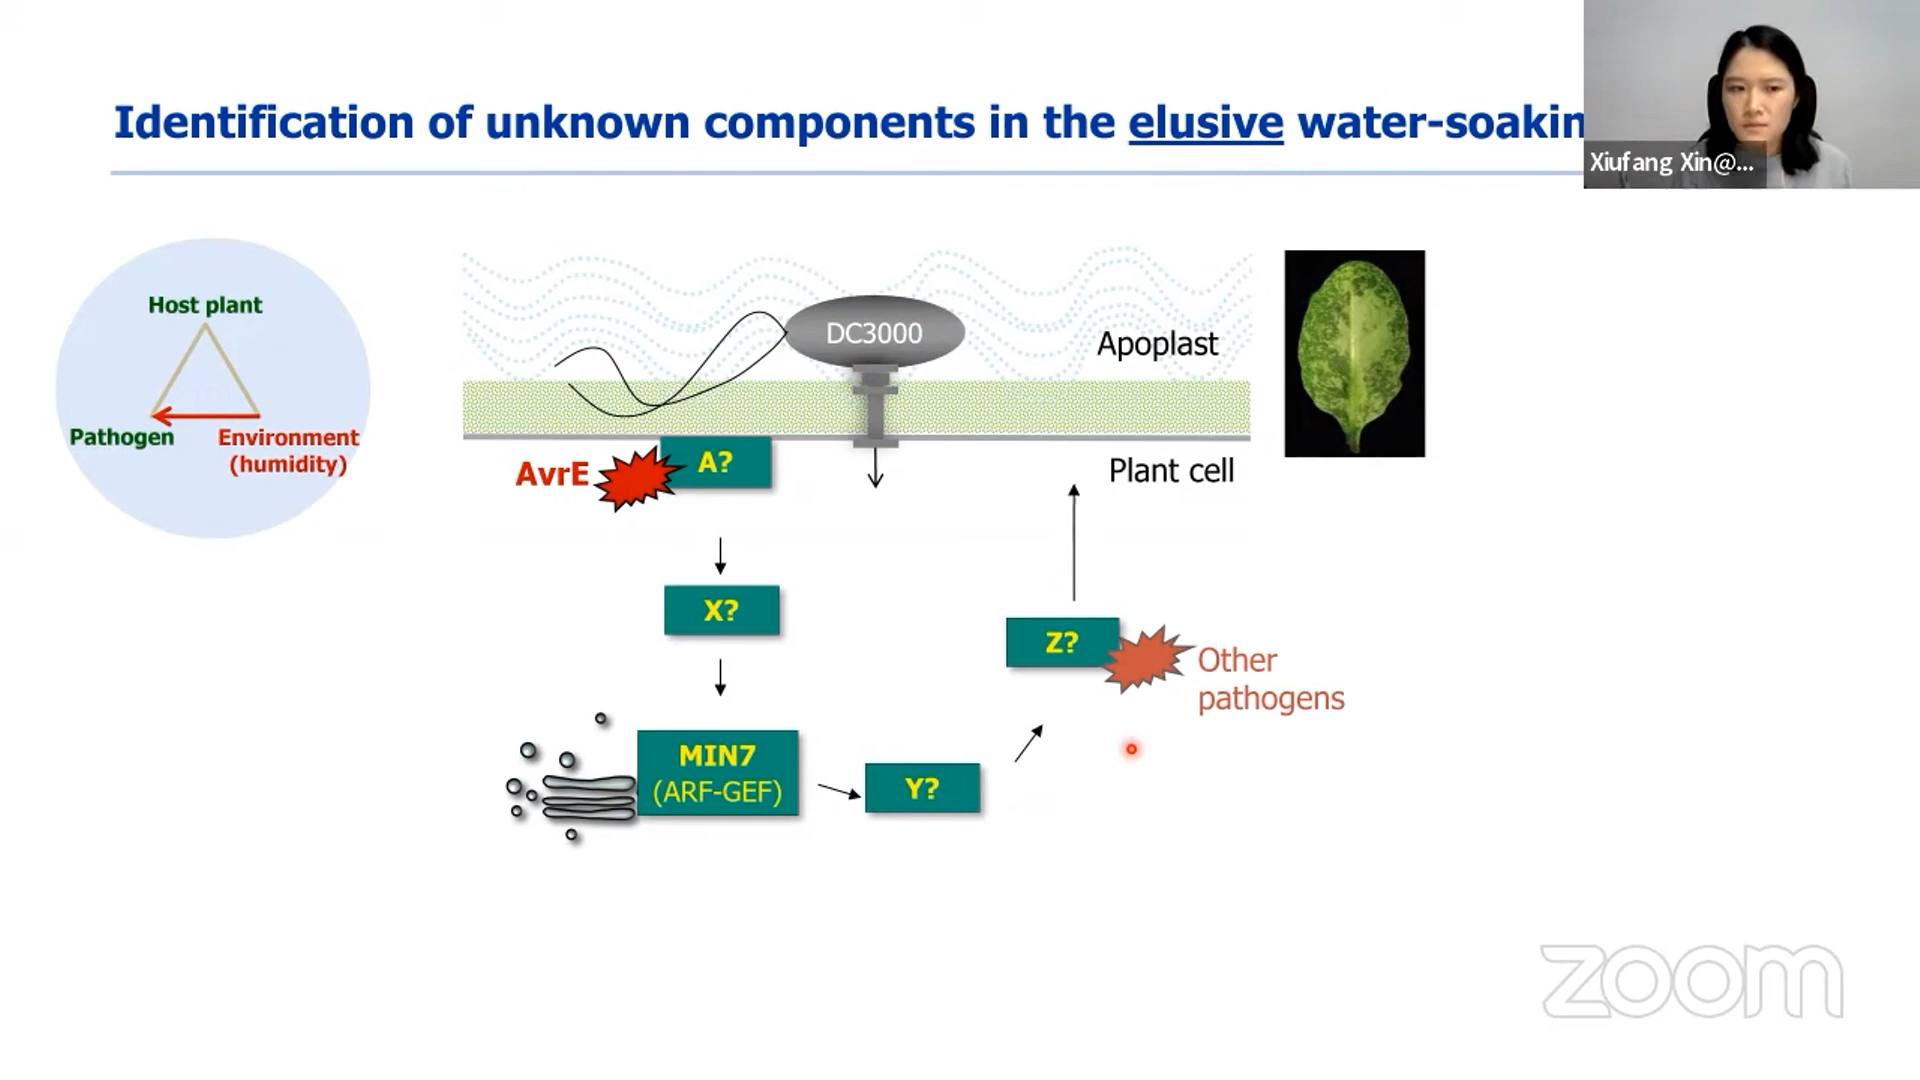 Identification of unknown components in the elusive water-soakin
Xiufang Xin@...
Host plant
Pathogen
Environment
(humidity)
DC3000
Apoplast
Plant cell
AvrE
A?
X?
MIN7
(ARF-GEF)
Y?
Z?
Other
pathogens
zoom